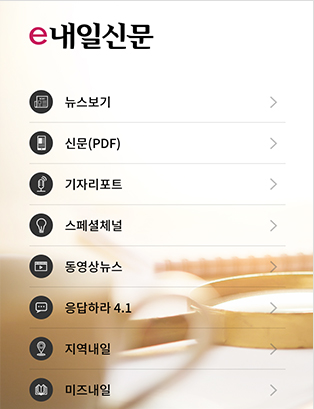 e내일신문
뉴스보기
신문(PDF)
기자리포트
스페셜체널
동영상뉴스
응답하라 4.1
지역내일
미즈내일